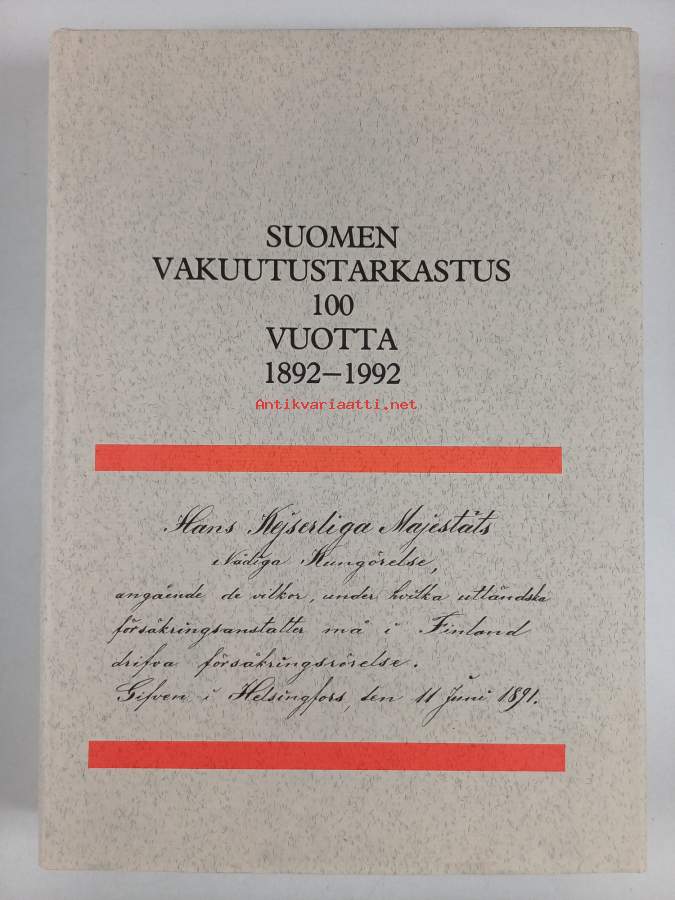 SUOMEN
VAKUUTUSTARKASTUS
100
VUOTTA
1892–1992
Antikvariaatti.net
Hans Kejserliga Majestäts
Nådiga Kungörelse,
angående de vilkor, under hvilka utländska
försäkringsanstalter må i Finland
drifva försäkringsrörelse.
Gifven i Helsingfors, den 11 Juni 1891.